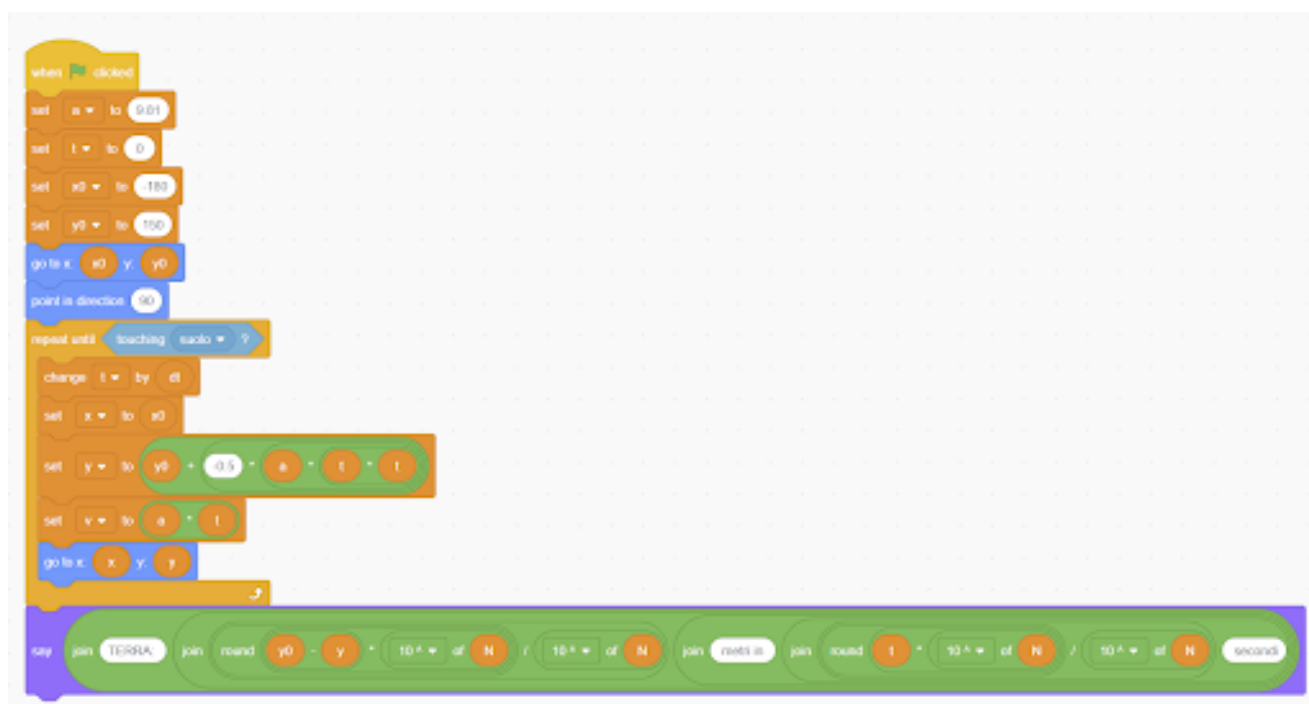 when clicked
set a to 9.81
set t to 0
set x0 to -180
set y0 to 150
go to x: x0 y: y0
point in direction 90
repeat until touching suolo ?
change t by dt
set x to x0
set y to y0 + -0.5 * a * t * t
set v to a * t
go to x: x y: y
say join TERRA: join round y0 - y * 10 ^ of N / 10 ^ of N join metri in join round t * 10 ^ of N / 10 ^ of N secondi